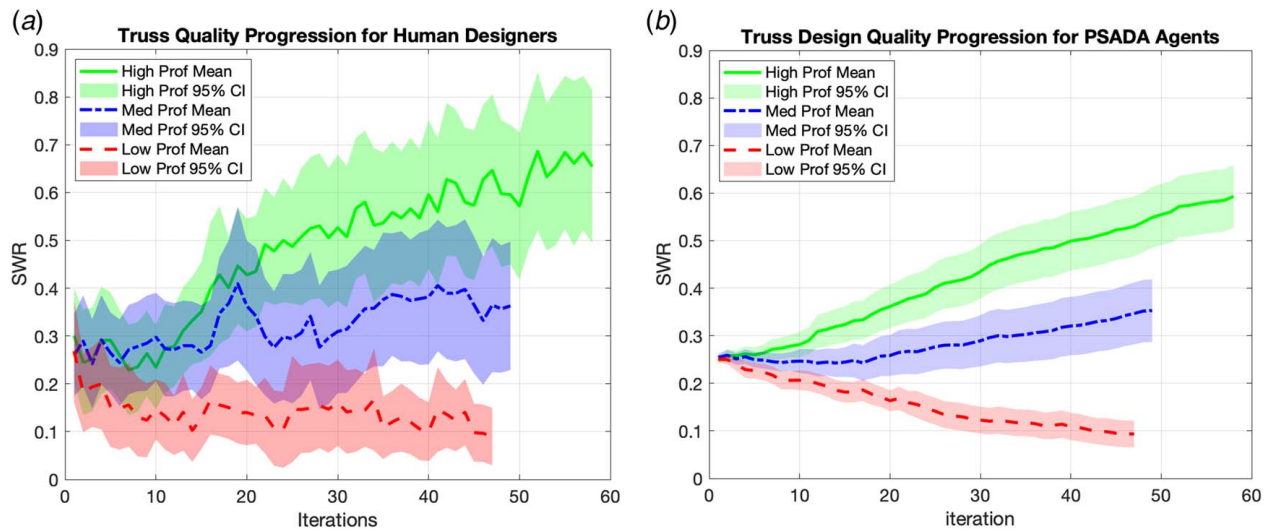 (a)
Truss Quality Progression for Human Designers
0.9
0.8
0.7
0.6
0.5
0.4
0.3
0.2
0.1
0
SWR
High Prof Mean
High Prof 95% CI
Med Prof Mean
Med Prof 95% CI
Low Prof Mean
Low Prof 95% CI
0 10 20 30 40 50 60
Iterations
(b)
Truss Design Quality Progression for PSADA Agents
0.9
0.8
0.7
0.6
0.5
0.4
0.3
0.2
0.1
0
SWR
High Prof Mean
High Prof 95% CI
Med Prof Mean
Med Prof 95% CI
Low Prof Mean
Low Prof 95% CI
0 10 20 30 40 50 60
iteration